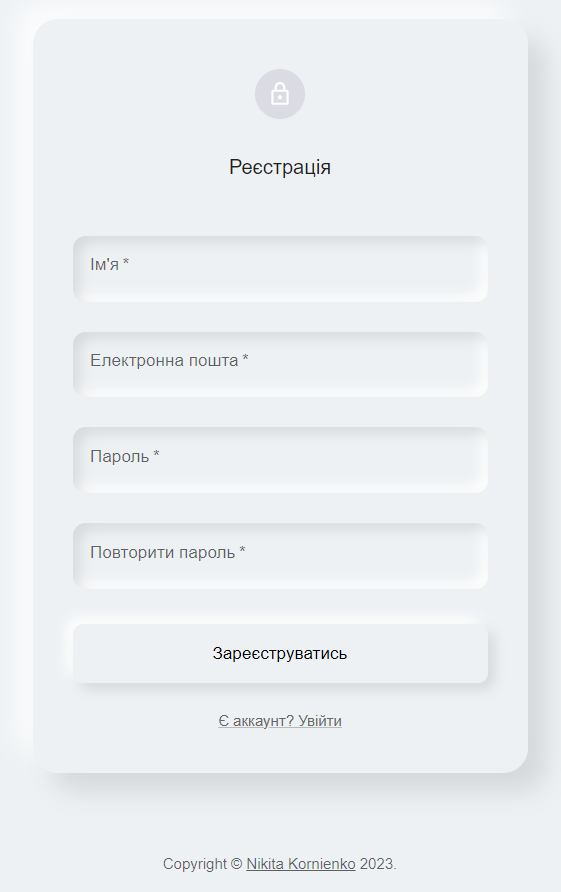 Реєстрація
Ім'я *
Електронна пошта *
Пароль *
Повторити пароль *
Зареєструватись
Є аккаунт? Увійти
Copyright © Nikita Kornienko 2023.